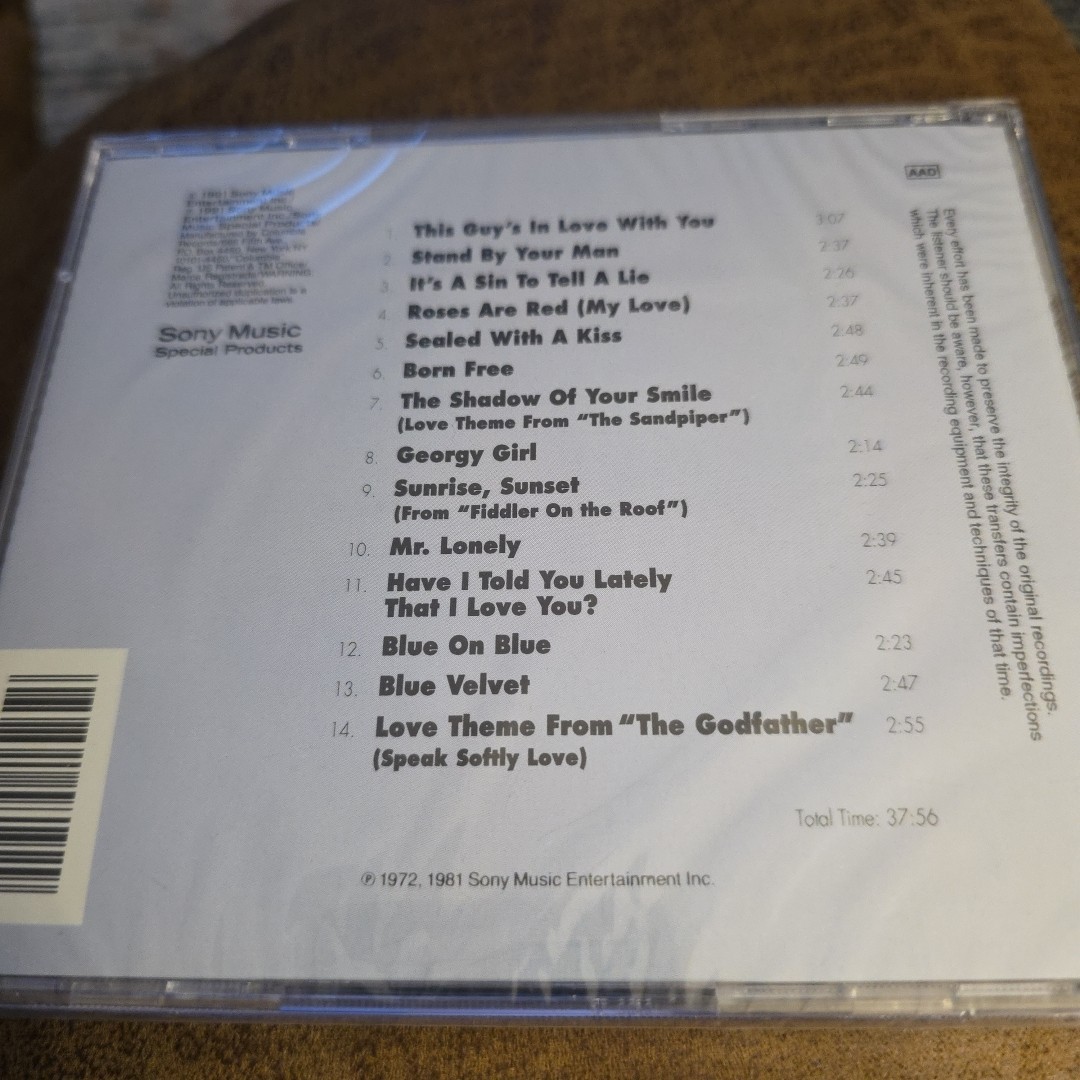 AAD
Sony Music
Special Products
1. This Guy's In Love With You 3:07
2. Stand By Your Man 2:37
3. It's A Sin To Tell A Lie 2:26
4. Roses Are Red (My Love) 2:37
5. Sealed With A Kiss 2:48
6. Born Free 2:49
7. The Shadow Of Your Smile 2:44
(Love Theme From "The Sandpiper")
8. Georgy Girl 2:14
9. Sunrise, Sunset 2:25
(From "Fiddler On the Roof")
10. Mr. Lonely 2:39
11. Have I Told You Lately 2:45
That I Love You?
12. Blue On Blue 2:23
13. Blue Velvet 2:47
14. Love Theme From "The Godfather" 2:55
(Speak Softly Love)
Total Time: 37:56
℗ 1972, 1981 Sony Music Entertainment Inc.
Every effort has been made to preserve the integrity of the original recordings.
The listener should be aware, however, that these transfers contain imperfections
which were inherent in the recording equipment and techniques of that time.